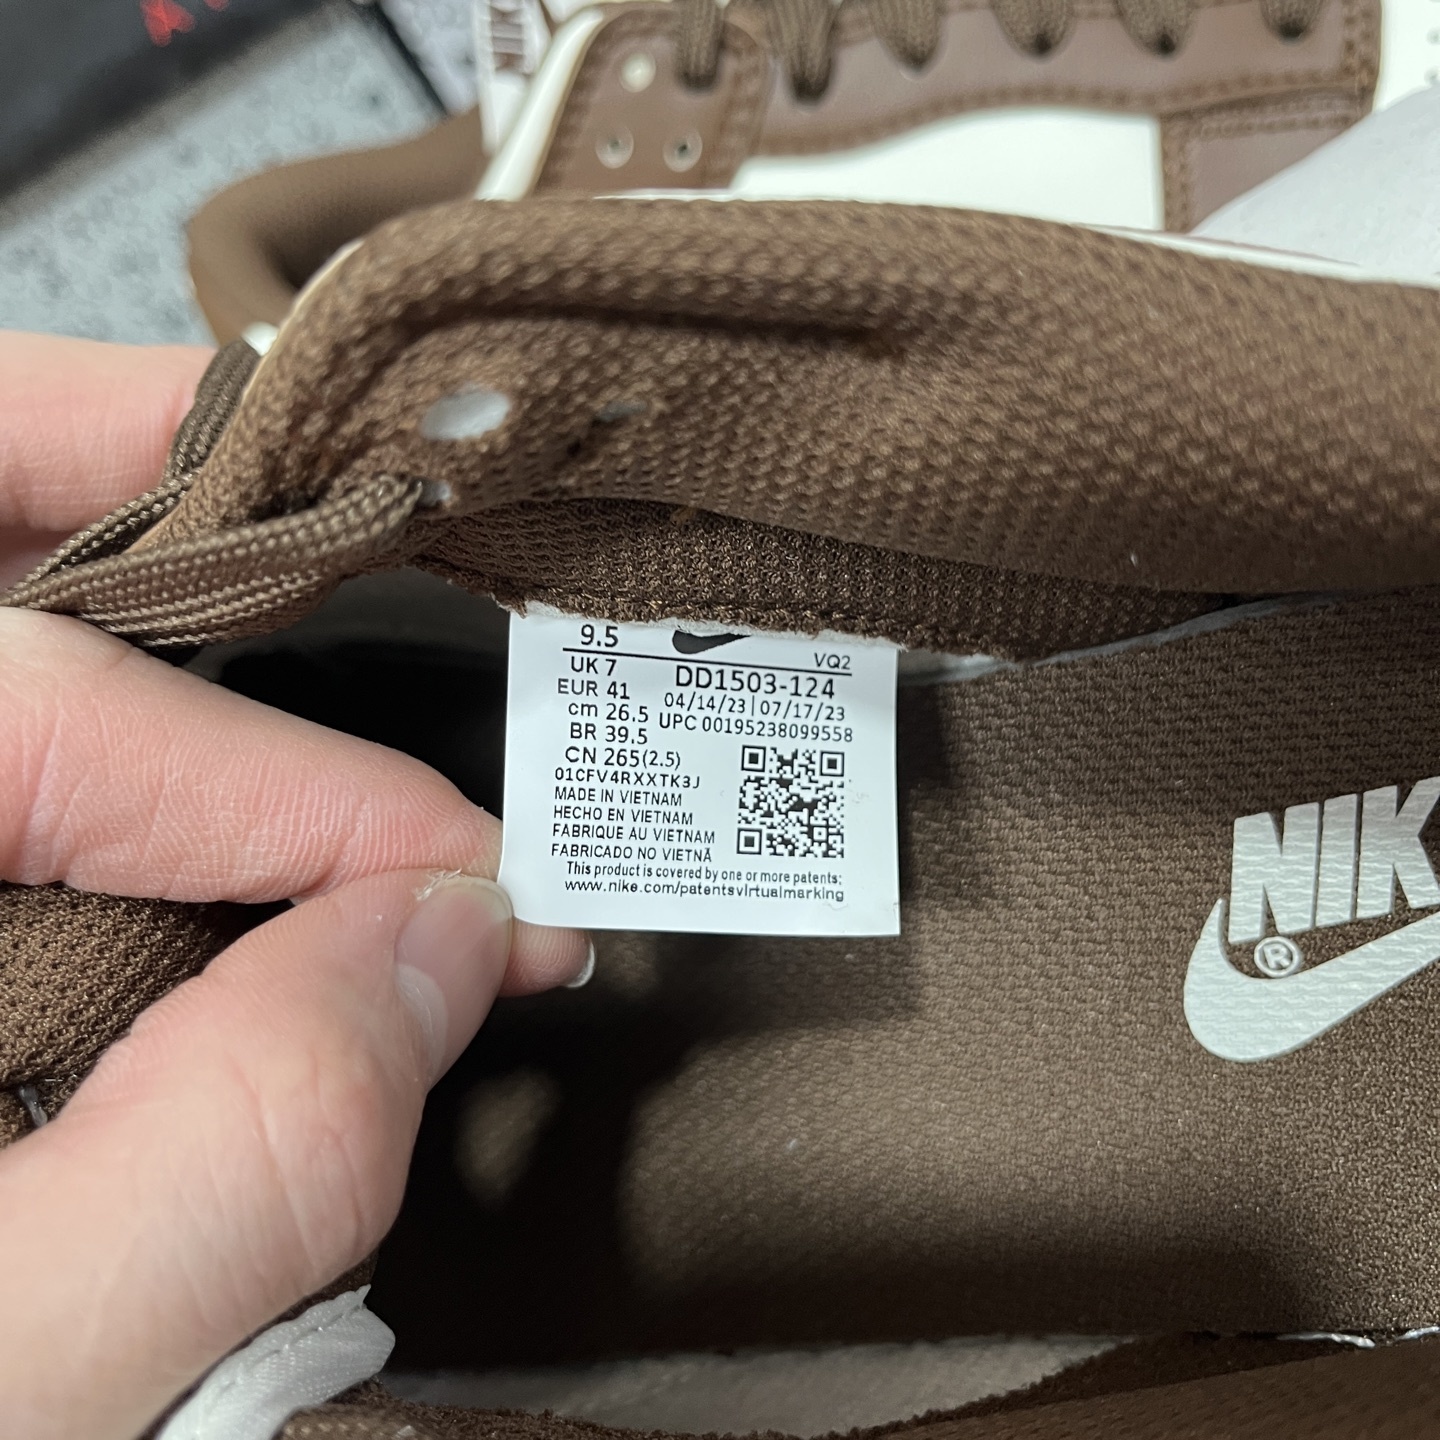 9.5
VQ2
UK 7
DD1503-124
EUR 41
04/14/23 | 07/17/23
cm 26.5
UPC 00195238099558
BR 39.5
CN 265(2.5)
01CFV4RXXTK3J
MADE IN VIETNAM
HECHO EN VIETNAM
FABRIQUE AU VIETNAM
FABRICADO NO VIETNÃ
This product is covered by one or more patents;
www.nike.com/patentsvirtualmarking
NIK
®